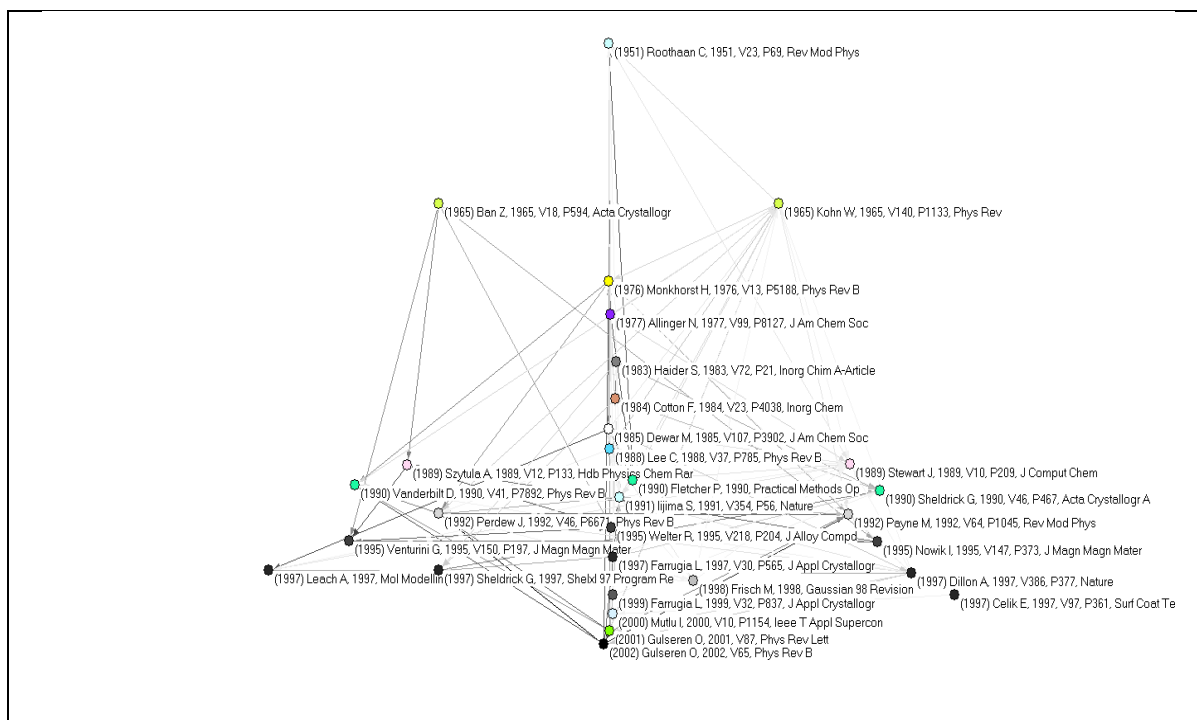 (1951) Roothaan C, 1951, V23, P69, Rev Mod Phys
(1965) Ban Z, 1965, V18, P594, Acta Crystallogr
(1965) Kohn W, 1965, V140, P1133, Phys Rev
(1976) Monkhorst H, 1976, V13, P5188, Phys Rev B
(1977) Allinger N, 1977, V99, P8127, J Am Chem Soc
(1983) Haider S, 1983, V72, P21, Inorg Chim A-Article
(1984) Cotton F, 1984, V23, P4038, Inorg Chem
(1985) Dewar M, 1985, V107, P3902, J Am Chem Soc
(1988) Lee C, 1988, V37, P785, Phys Rev B
(1989) Szytula A, 1989, V12, P133, Hdb Physics Chem Rar
(1989) Stewart J, 1989, V10, P209, J Comput Chem
(1990) Vanderbilt D, 1990, V41, P7892, Phys Rev B
(1990) Fletcher P, 1990, Practical Methods Op
(1990) Sheldrick G, 1990, V46, P467, Acta Crystallogr A
(1991) Iijima S, 1991, V354, P56, Nature
(1992) Perdew J, 1992, V46, P6671, Phys Rev B
(1992) Payne M, 1992, V64, P1045, Rev Mod Phys
(1995) Welter R, 1995, V218, P204, J Alloy Compd
(1995) Venturini G, 1995, V150, P197, J Magn Magn Mater
(1995) Nowik I, 1995, V147, P373, J Magn Magn Mater
(1997) Farrugia L, 1997, V30, P565, J Appl Crystallogr
(1997) Leach A, 1997, Mol Modellin
(1997) Sheldrick G, 1997, Shelxl 97 Program Re
(1997) Dillon A, 1997, V386, P377, Nature
(1998) Frisch M, 1998, Gaussian 98 Revision
(1999) Farrugia L, 1999, V32, P837, J Appl Crystallogr
(1997) Celik E, 1997, V97, P361, Surf Coat Te
(2000) Mutlu I, 2000, V10, P1154, Ieee T Appl Supercon
(2001) Gulseren O, 2001, V87, Phys Rev Lett
(2002) Gulseren O, 2002, V65, Phys Rev B